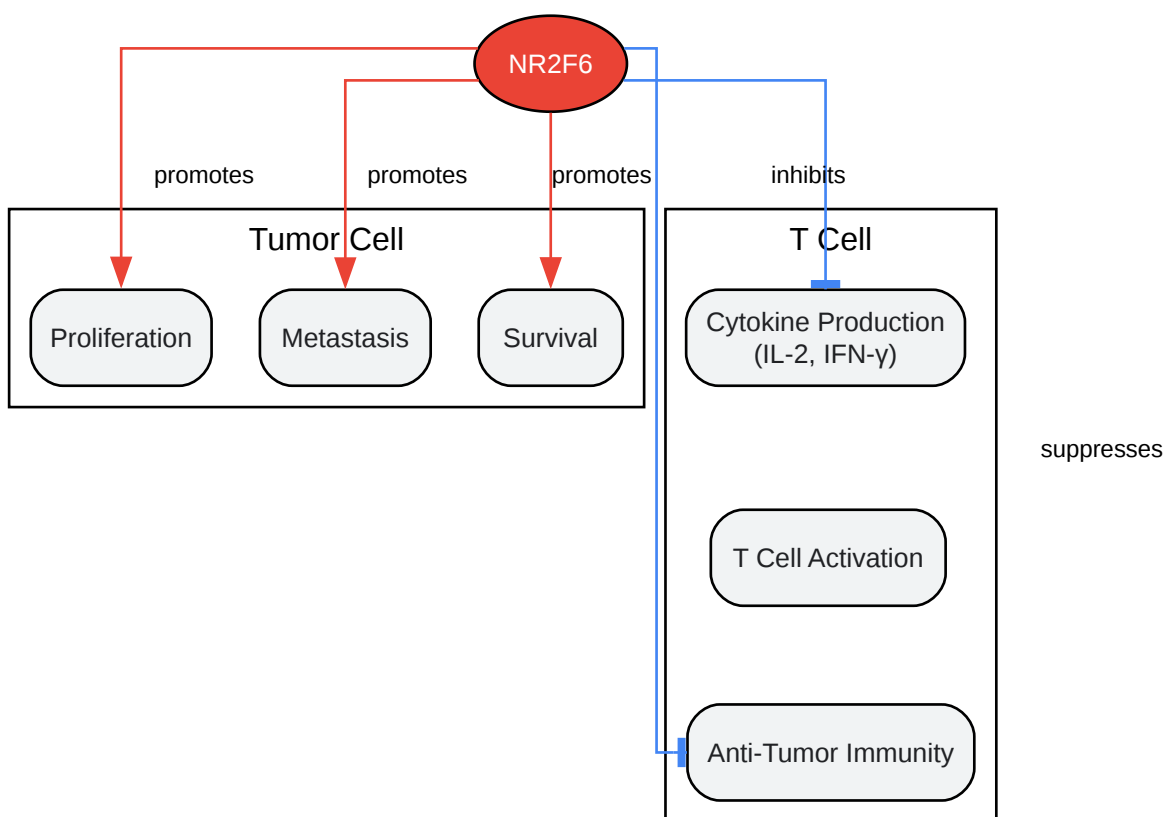 NR2F6
promotes
promotes
promotes
inhibits
Tumor Cell
T Cell
Proliferation
Metastasis
Survival
Cytokine Production
(IL-2, IFN-γ)
suppresses
T Cell Activation
Anti-Tumor Immunity